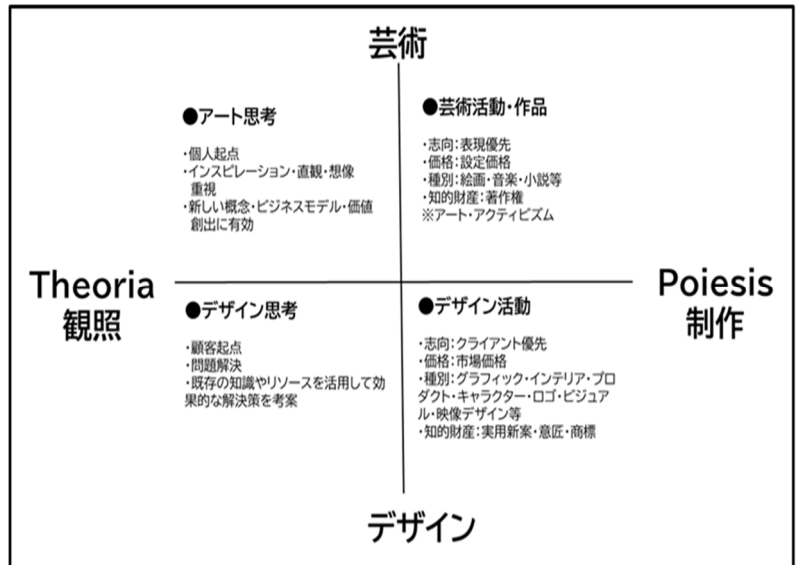 芸術
●アート思考
・個人起点
・インスピレーション・直観・想像
重視
・新しい概念・ビジネスモデル・価値
創出に有効
●芸術活動・作品
・志向：表現優先
・価格：設定価格
・種別：絵画・音楽・小説等
・知的財産：著作権
※アート・アクティビズム
Theoria
観照
Poiesis
制作
●デザイン思考
・顧客起点
・問題解決
・既存の知識やリソースを活用して効
果的な解決策を考案
●デザイン活動
・志向：クライアント優先
・価格：市場価格
・種別：グラフィック・インテリア・プロ
ダクト・キャラクター・ロゴ・ビジュア
ル・映像デザイン等
・知的財産：実用新案・意匠・商標
デザイン